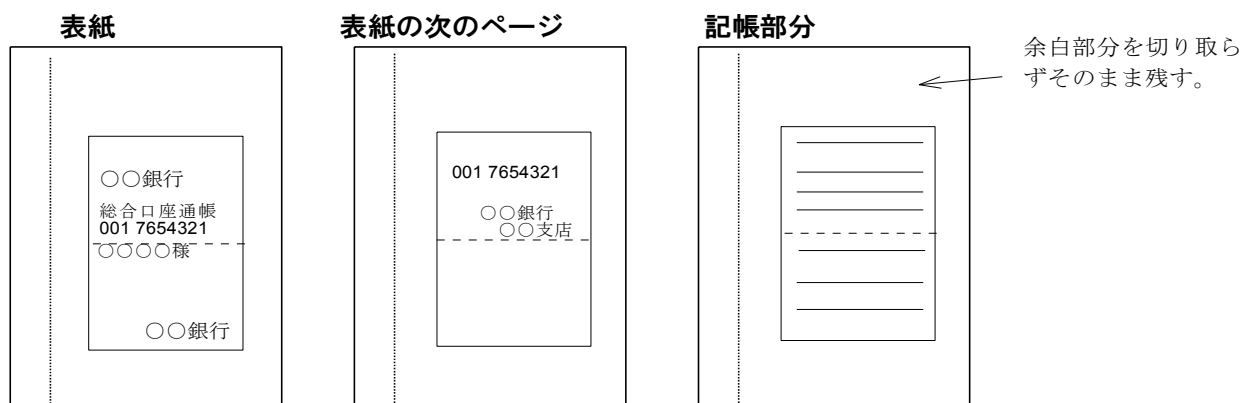 表紙
○○銀行
総合口座通帳
001 7654321
○○○○様
○○銀行
表紙の次のページ
001 7654321
○○銀行
○○支店
記帳部分
余白部分を切り取ら
ずそのまま残す。